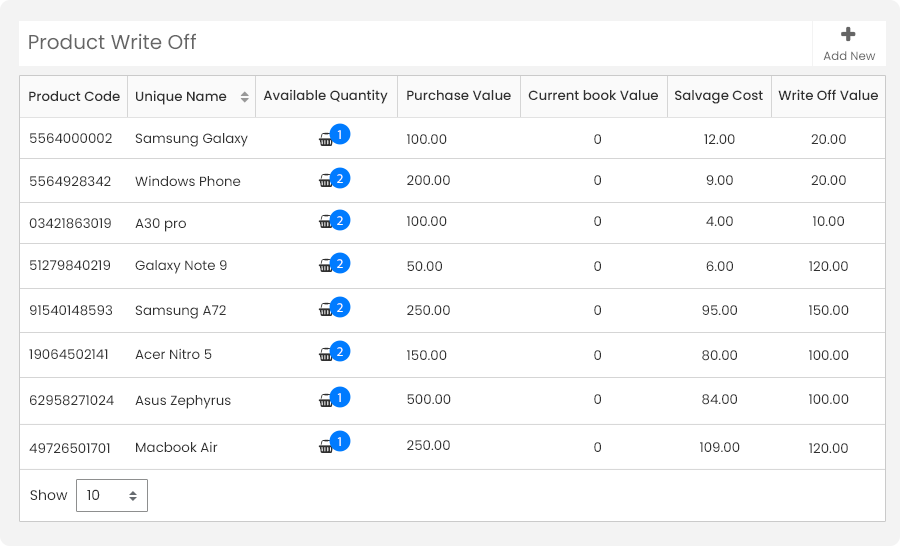 Product Write Off
Add New
Product Code Unique Name Available Quantity Purchase Value Current book Value Salvage Cost Write Off Value
5564000002 Samsung Galaxy 1 100.00 0 12.00 20.00
5564928342 Windows Phone 2 200.00 0 9.00 20.00
03421863019 A30 pro 2 100.00 0 4.00 10.00
51279840219 Galaxy Note 9 2 50.00 0 6.00 120.00
91540148593 Samsung A72 2 250.00 0 95.00 150.00
19064502141 Acer Nitro 5 2 150.00 0 80.00 100.00
62958271024 Asus Zephyrus 1 500.00 0 84.00 100.00
49726501701 Macbook Air 1 250.00 0 109.00 120.00
Show 10